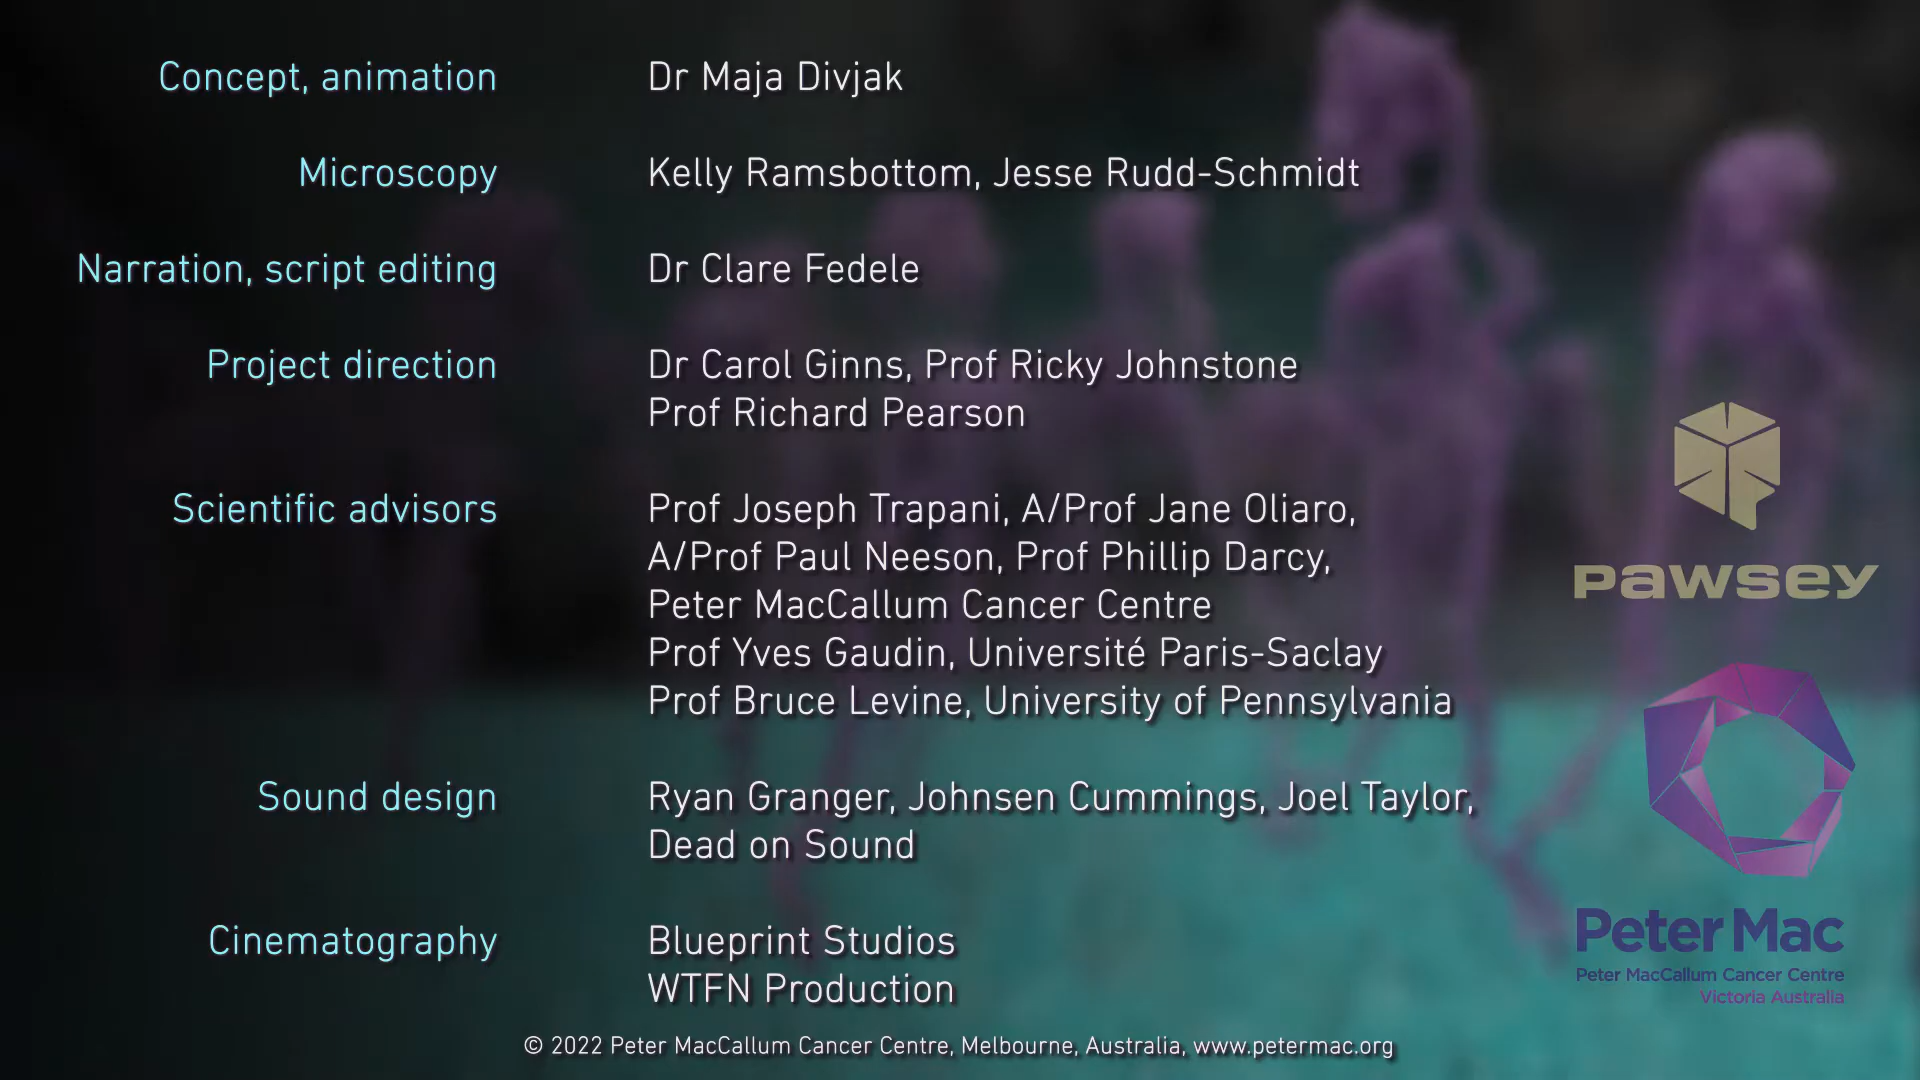 Concept, animation Dr Maja Divjak
Microscopy Kelly Ramsbottom, Jesse Rudd-Schmidt
Narration, script editing Dr Clare Fedele
Project direction Dr Carol Ginns, Prof Ricky Johnstone
Prof Richard Pearson
Scientific advisors Prof Joseph Trapani, A/Prof Jane Oliaro,
A/Prof Paul Neeson, Prof Phillip Darcy,
Peter MacCallum Cancer Centre
Prof Yves Gaudin, Université Paris-Saclay
Prof Bruce Levine, University of Pennsylvania
Sound design Ryan Granger, Johnsen Cummings, Joel Taylor,
Dead on Sound
Cinematography Blueprint Studios
WTFN Production
pawsey
Peter Mac
Peter MacCallum Cancer Centre
Victoria Australia
© 2022 Peter MacCallum Cancer Centre, Melbourne, Australia, www.petermac.org